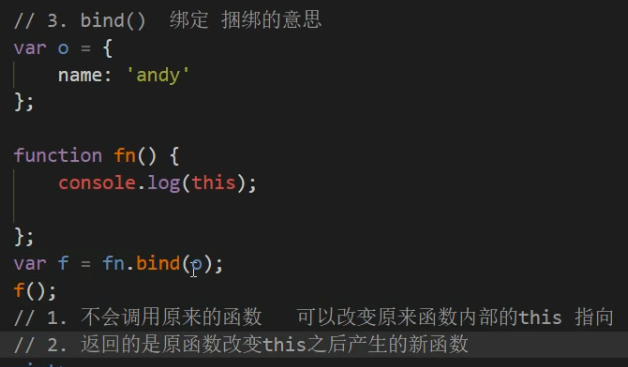 // 3. bind()  绑定 捆绑的意思
var o = {
    name: 'andy'
};

function fn() {
    console.log(this);

};
var f = fn.bind(o);
f();
// 1. 不会调用原来的函数   可以改变原来函数内部的this 指向
// 2. 返回的是原函数改变this之后产生的新函数